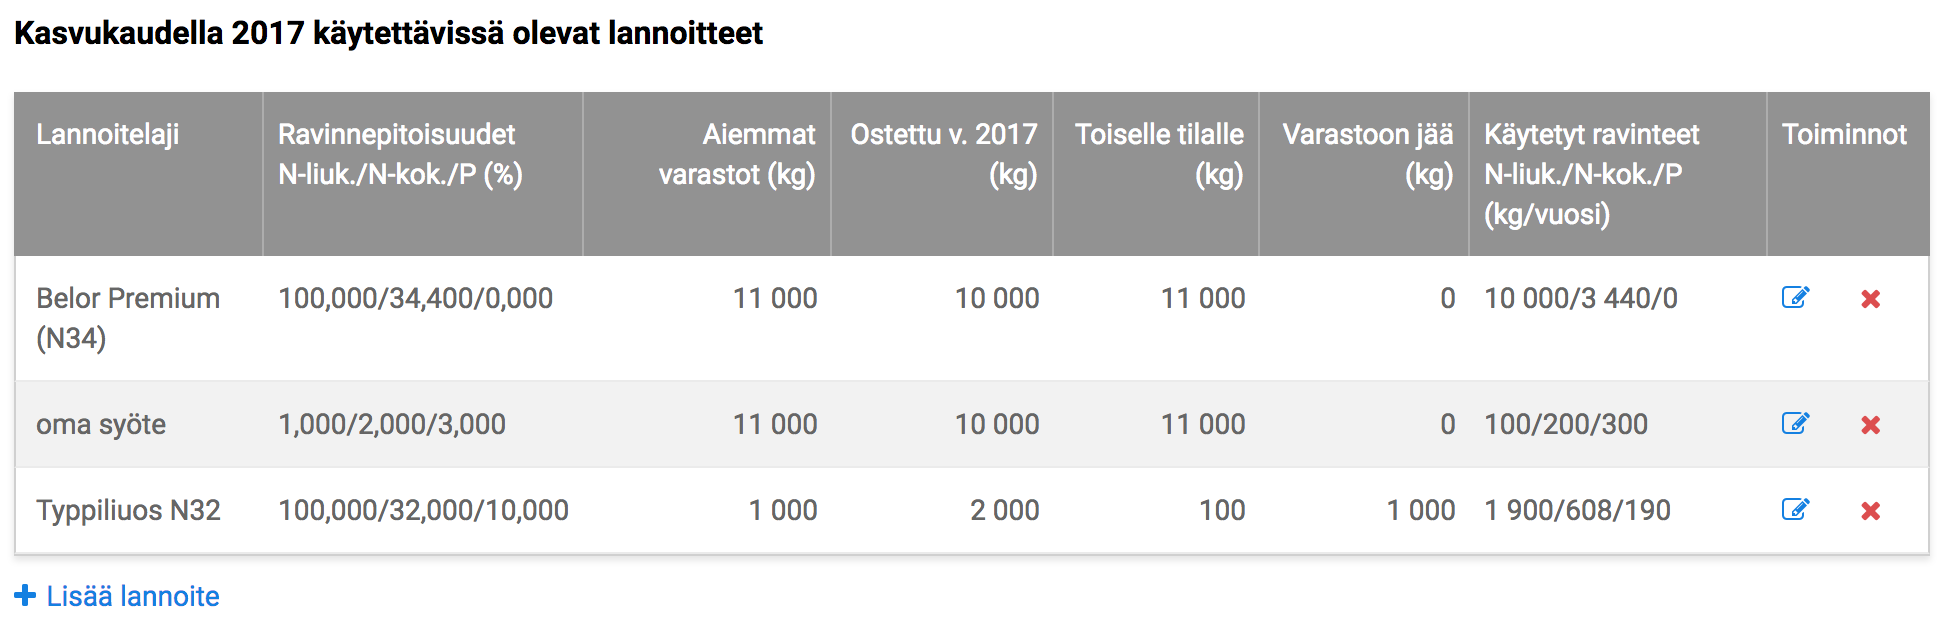 Kasvukaudella 2017 käytettävissä olevat lannoitteet
Lannoitelaji Ravinnepitoisuudet Aiemmat Ostettu v. 2017 Toiselle tilalle Varastoon jää Käytetyt ravinteet Toiminnot
N-liuk./N-kok./P (%) varastot (kg) (kg) (kg) (kg) N-liuk./N-kok./P
(kg/vuosi)
Belor Premium 100,000/34,400/0,000 11 000 10 000 11 000 0 10 000/3 440/0
(N34)
oma syöte 1,000/2,000/3,000 11 000 10 000 11 000 0 100/200/300
Typpiliuos N32 100,000/32,000/10,000 1 000 2 000 100 1 000 1 900/608/190
Lisää lannoite